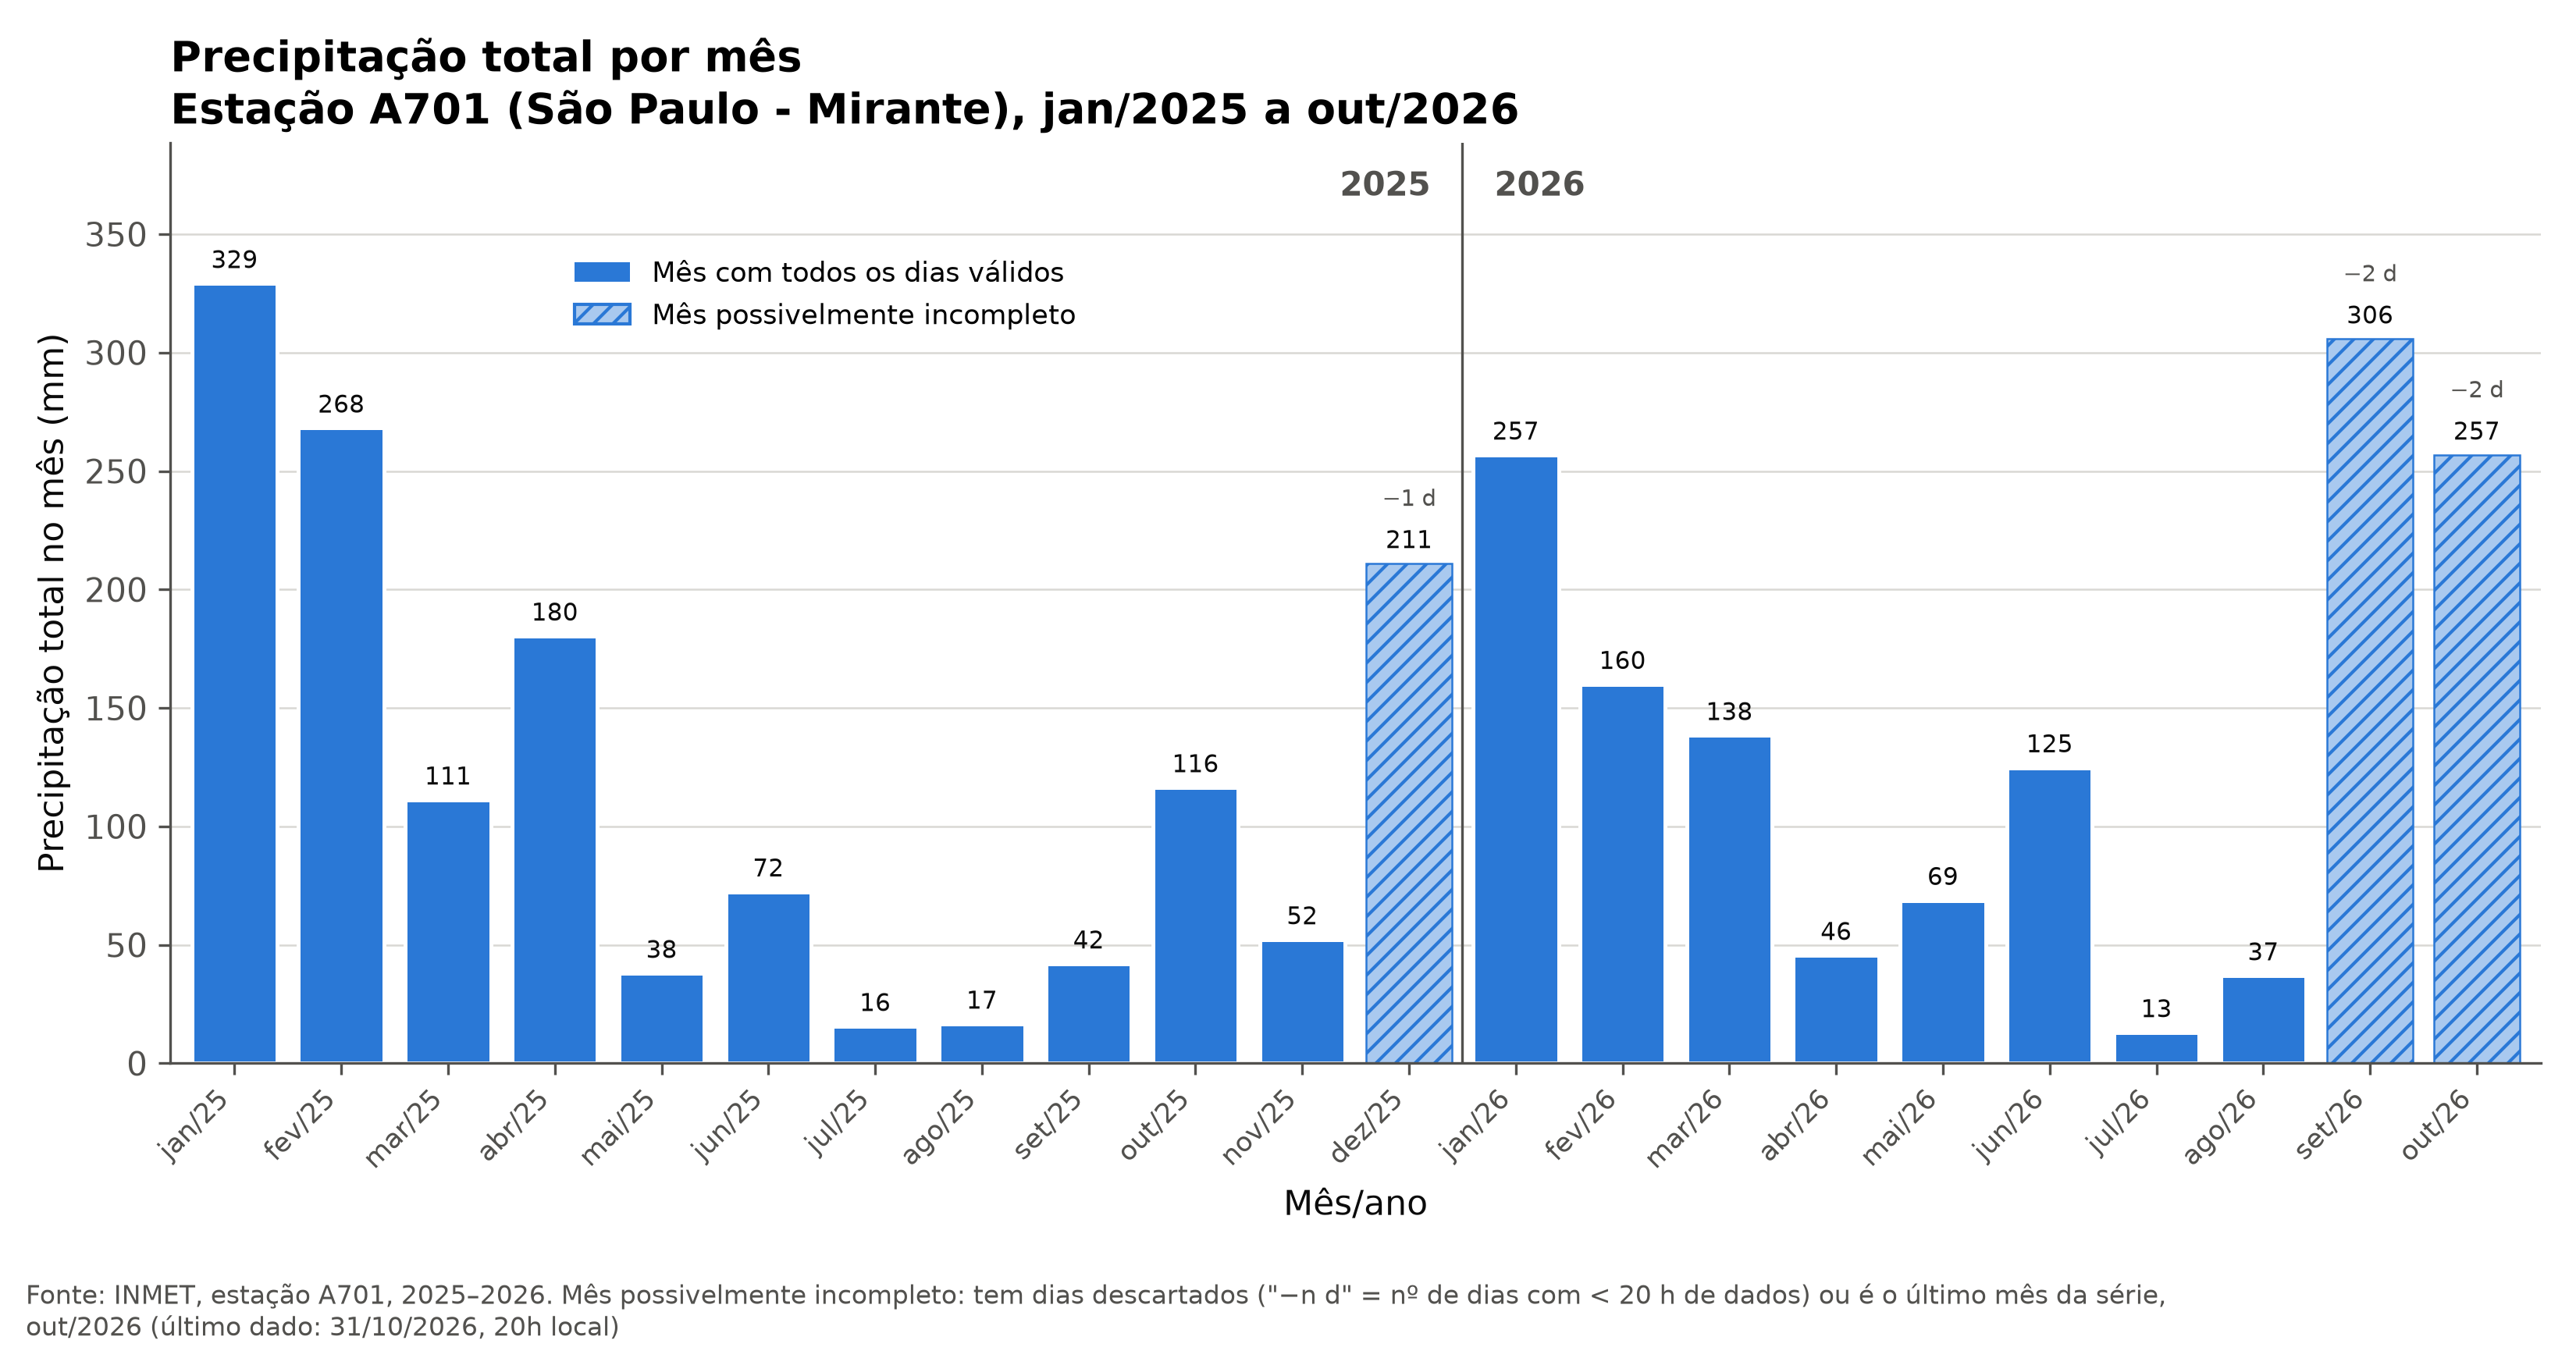 Precipitação total por mês
Estação A701 (São Paulo - Mirante), jan/2025 a out/2026
2025
2026
Mês com todos os dias válidos
Mês possivelmente incompleto
Precipitação total no mês (mm)
350
300
250
200
150
100
50
0
329
268
111
180
38
72
16
17
42
116
52
−1 d
211
257
160
138
46
69
125
13
37
−2 d
306
−2 d
257
jan/25
fev/25
mar/25
abr/25
mai/25
jun/25
jul/25
ago/25
set/25
out/25
nov/25
dez/25
jan/26
fev/26
mar/26
abr/26
mai/26
jun/26
jul/26
ago/26
set/26
out/26
Mês/ano
Fonte: INMET, estação A701, 2025–2026. Mês possivelmente incompleto: tem dias descartados ("−n d" = nº de dias com < 20 h de dados) ou é o último mês da série,
out/2026 (último dado: 31/10/2026, 20h local)